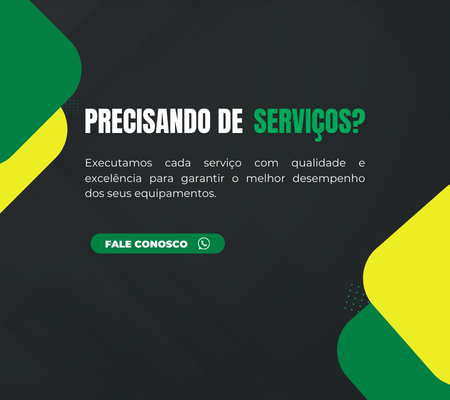 PRECISANDO DE SERVIÇOS?
Executamos cada serviço com qualidade e
excelência para garantir o melhor desempenho
dos seus equipamentos.
FALE CONOSCO